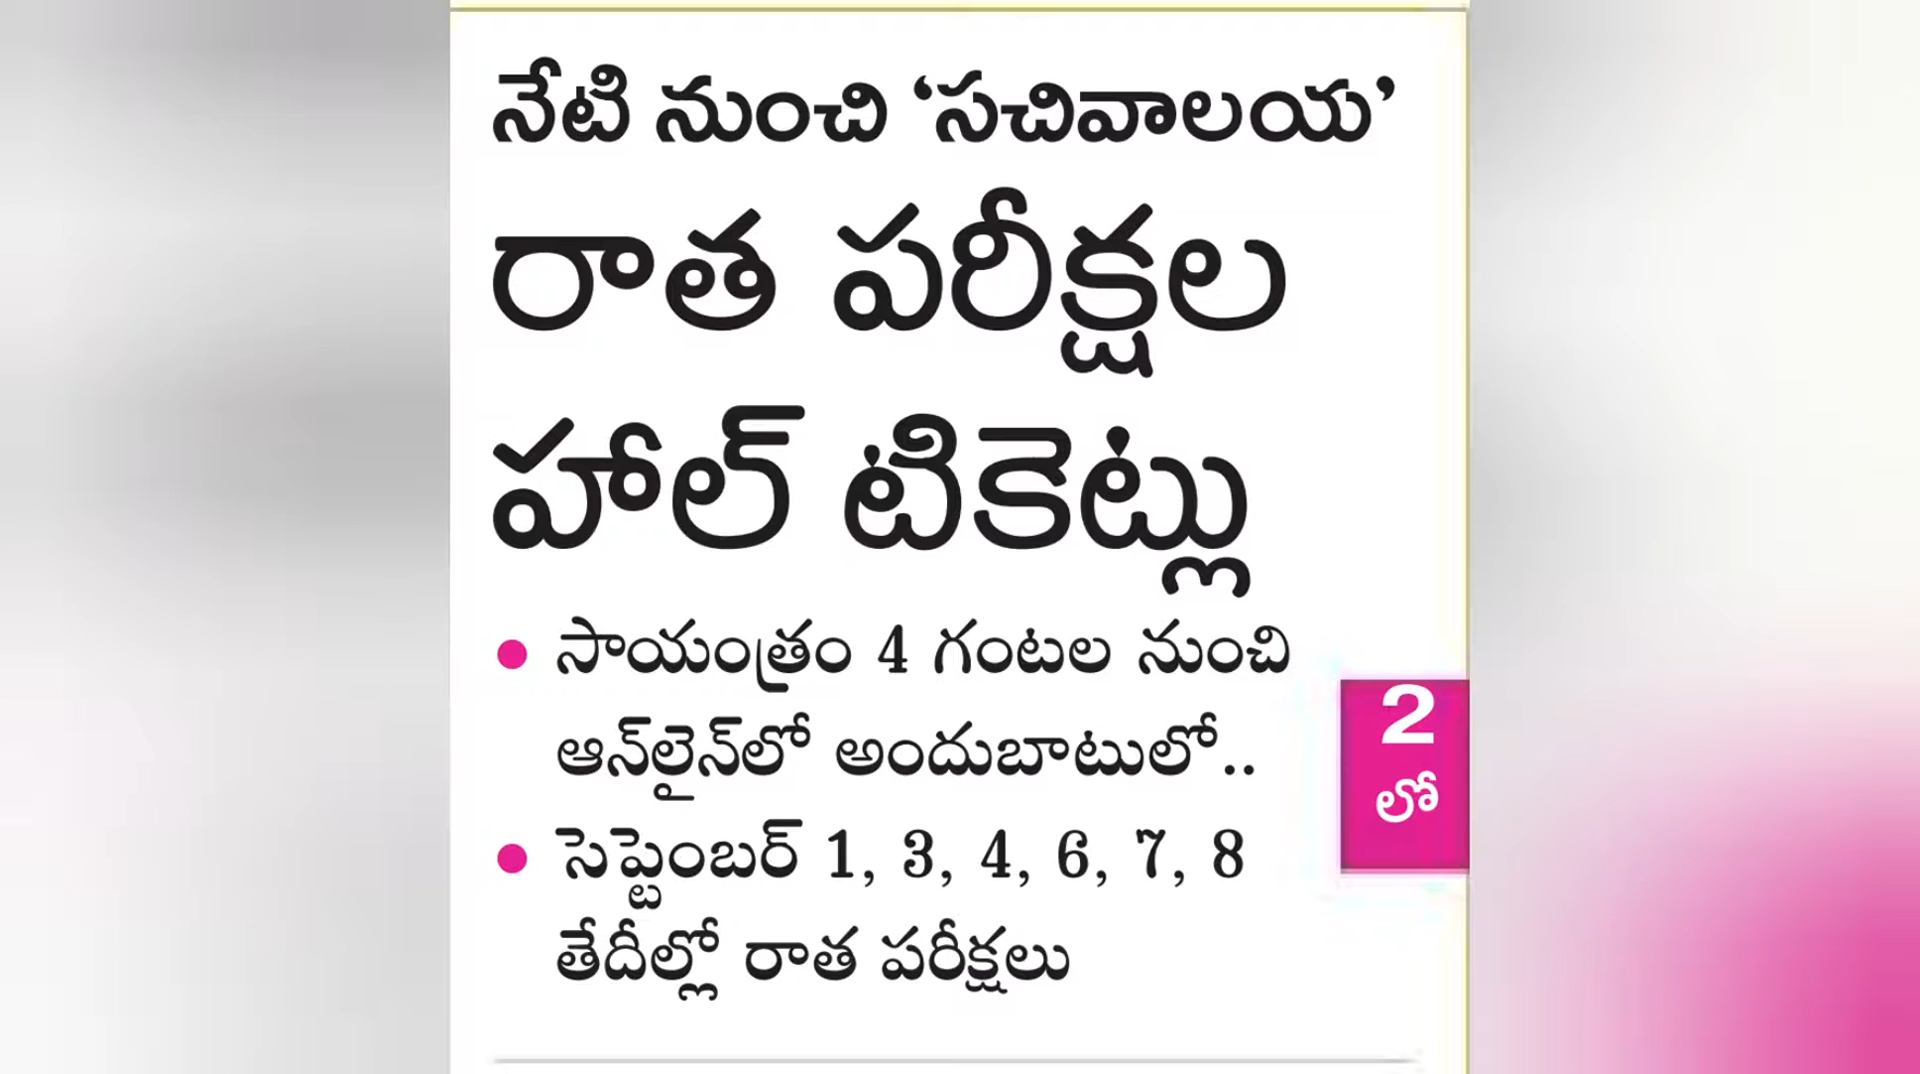 నేటి నుంచి ‘సచివాలయ’
రాత పరీక్షల
హాల్ టికెట్లు
• సాయంత్రం 4 గంటల నుంచి
ఆన్‌లైన్‌లో అందుబాటులో..
• సెప్టెంబర్ 1, 3, 4, 6, 7, 8
తేదీల్లో రాత పరీక్షలు
2
లో